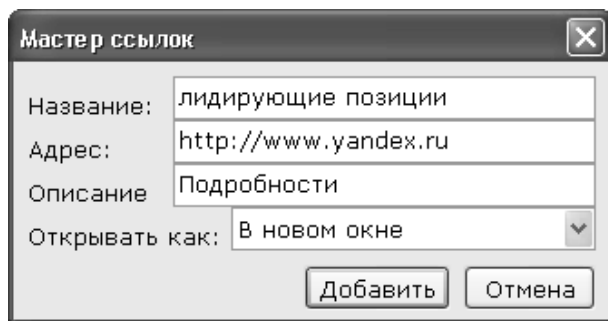 Мастер ссылок
Название: лидирующие позиции
Адрес: http://www.yandex.ru
Описание Подробности
Открывать как: В новом окне
Добавить Отмена